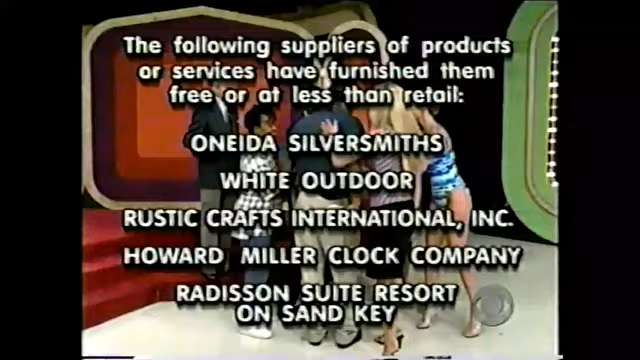 The following suppliers of products
or services have furnished them
free or at less than retail:
ONEIDA SILVERSMITHS
WHITE OUTDOOR
RUSTIC CRAFTS INTERNATIONAL, INC.
HOWARD MILLER CLOCK COMPANY
RADISSON SUITE RESORT
ON SAND KEY